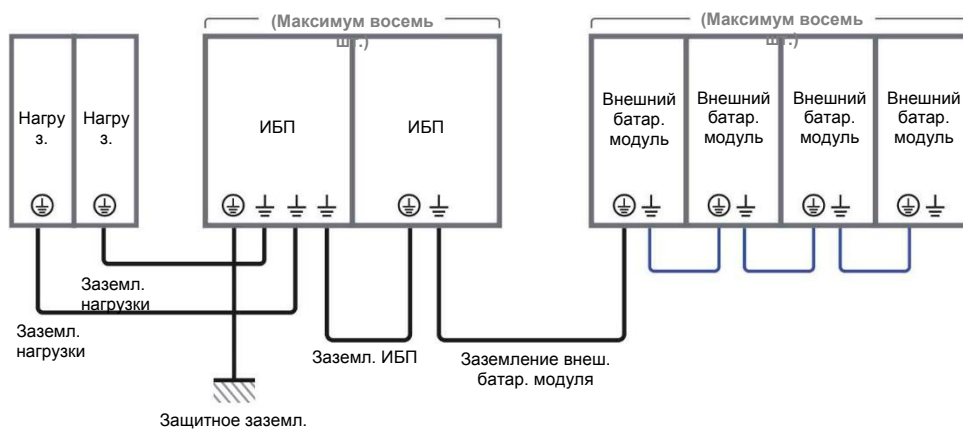 (Максимум восемь
шт.)
(Максимум восемь
шт.)
Нагру
з.
Нагру
з.
ИБП
ИБП
Внешний
батар.
модуль
Внешний
батар.
модуль
Внешний
батар.
модуль
Внешний
батар.
модуль
Заземл.
нагрузки
Заземл.
нагрузки
Заземл. ИБП
Заземление внеш.
батар. модуля
Защитное заземл.